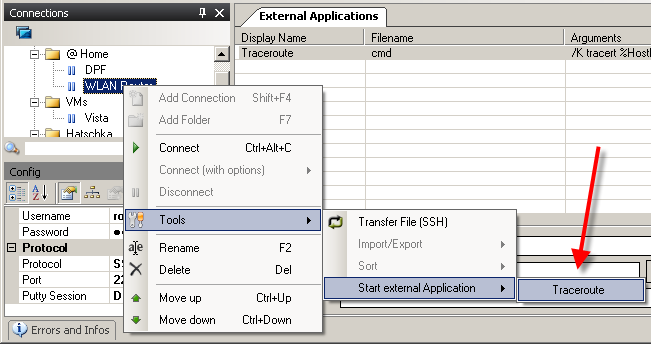 Connections
External Applications
Display Name Filename Arguments
Traceroute cmd /K tracert %Host
@ Home
DPF
WLAN Router
VMs
Vista
Hatschka
Add Connection Shift+F4
Add Folder F7
Connect Ctrl+Alt+C
Connect (with options)
Disconnect
Tools
Rename F2
Delete Del
Move up Ctrl+Up
Move down Ctrl+Down
Transfer File (SSH)
Import/Export
Sort
Start external Application
Traceroute
Config
Username ro
Password
Protocol
Protocol SS
Port 22
Putty Session D
Errors and Infos